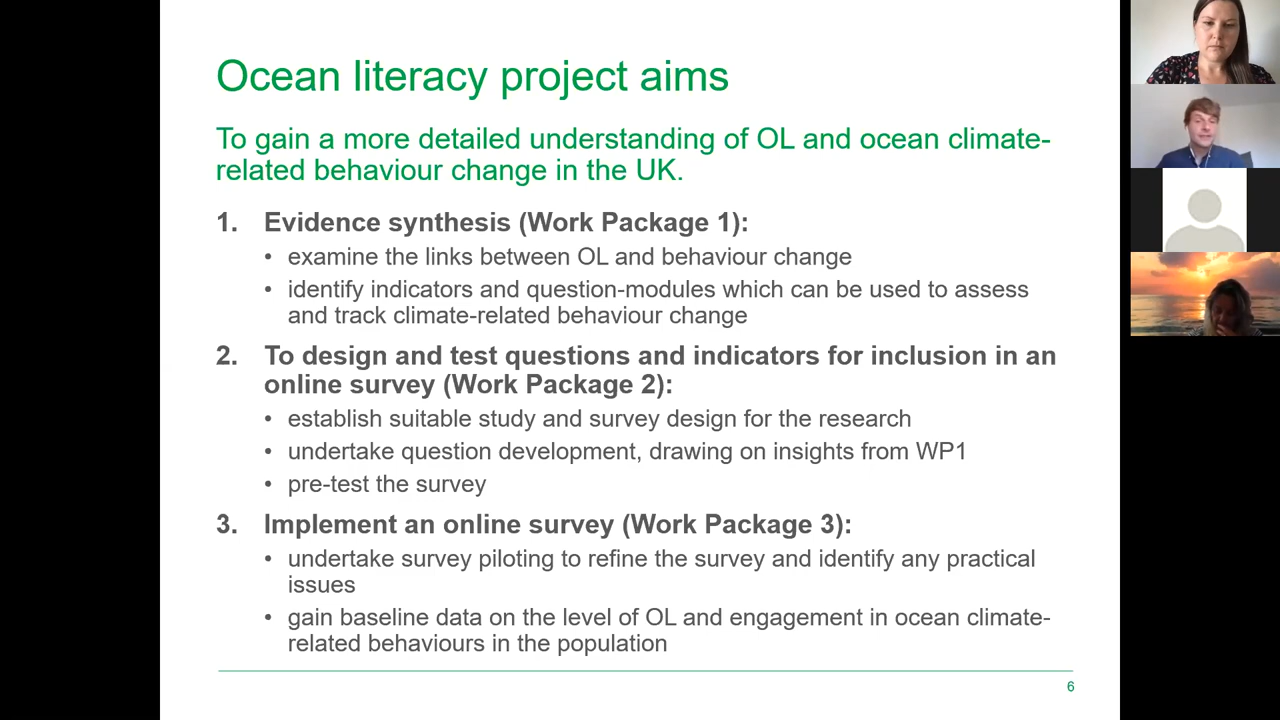 Ocean literacy project aims
To gain a more detailed understanding of OL and ocean climate-
related behaviour change in the UK.
1. Evidence synthesis (Work Package 1):
• examine the links between OL and behaviour change
• identify indicators and question-modules which can be used to assess
and track climate-related behaviour change
2. To design and test questions and indicators for inclusion in an
online survey (Work Package 2):
• establish suitable study and survey design for the research
• undertake question development, drawing on insights from WP1
• pre-test the survey
3. Implement an online survey (Work Package 3):
• undertake survey piloting to refine the survey and identify any practical
issues
• gain baseline data on the level of OL and engagement in ocean climate-
related behaviours in the population
6